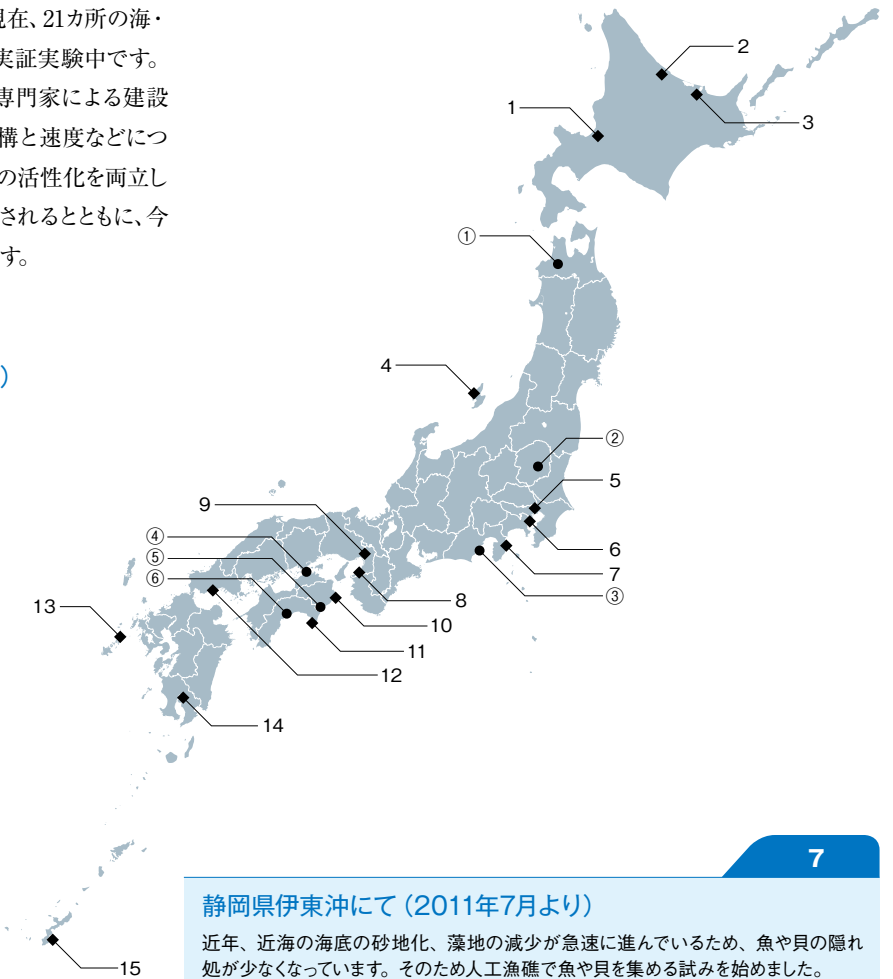 現在、21カ所の海・
実証実験中です。
専門家による建設
構と速度などにつ
の活性化を両立し
されるとともに、今
す。
)
2
1
3
①
4
②
5
9
④
6
⑤
7
⑥
8
③
13
10
11
12
14
15
7
静岡県伊東沖にて（2011年7月より）
近年、近海の海底の砂地化、藻地の減少が急速に進んでいるため、魚や貝の隠れ
処が少なくなっています。そのため人工漁礁で魚や貝を集める試みを始めました。